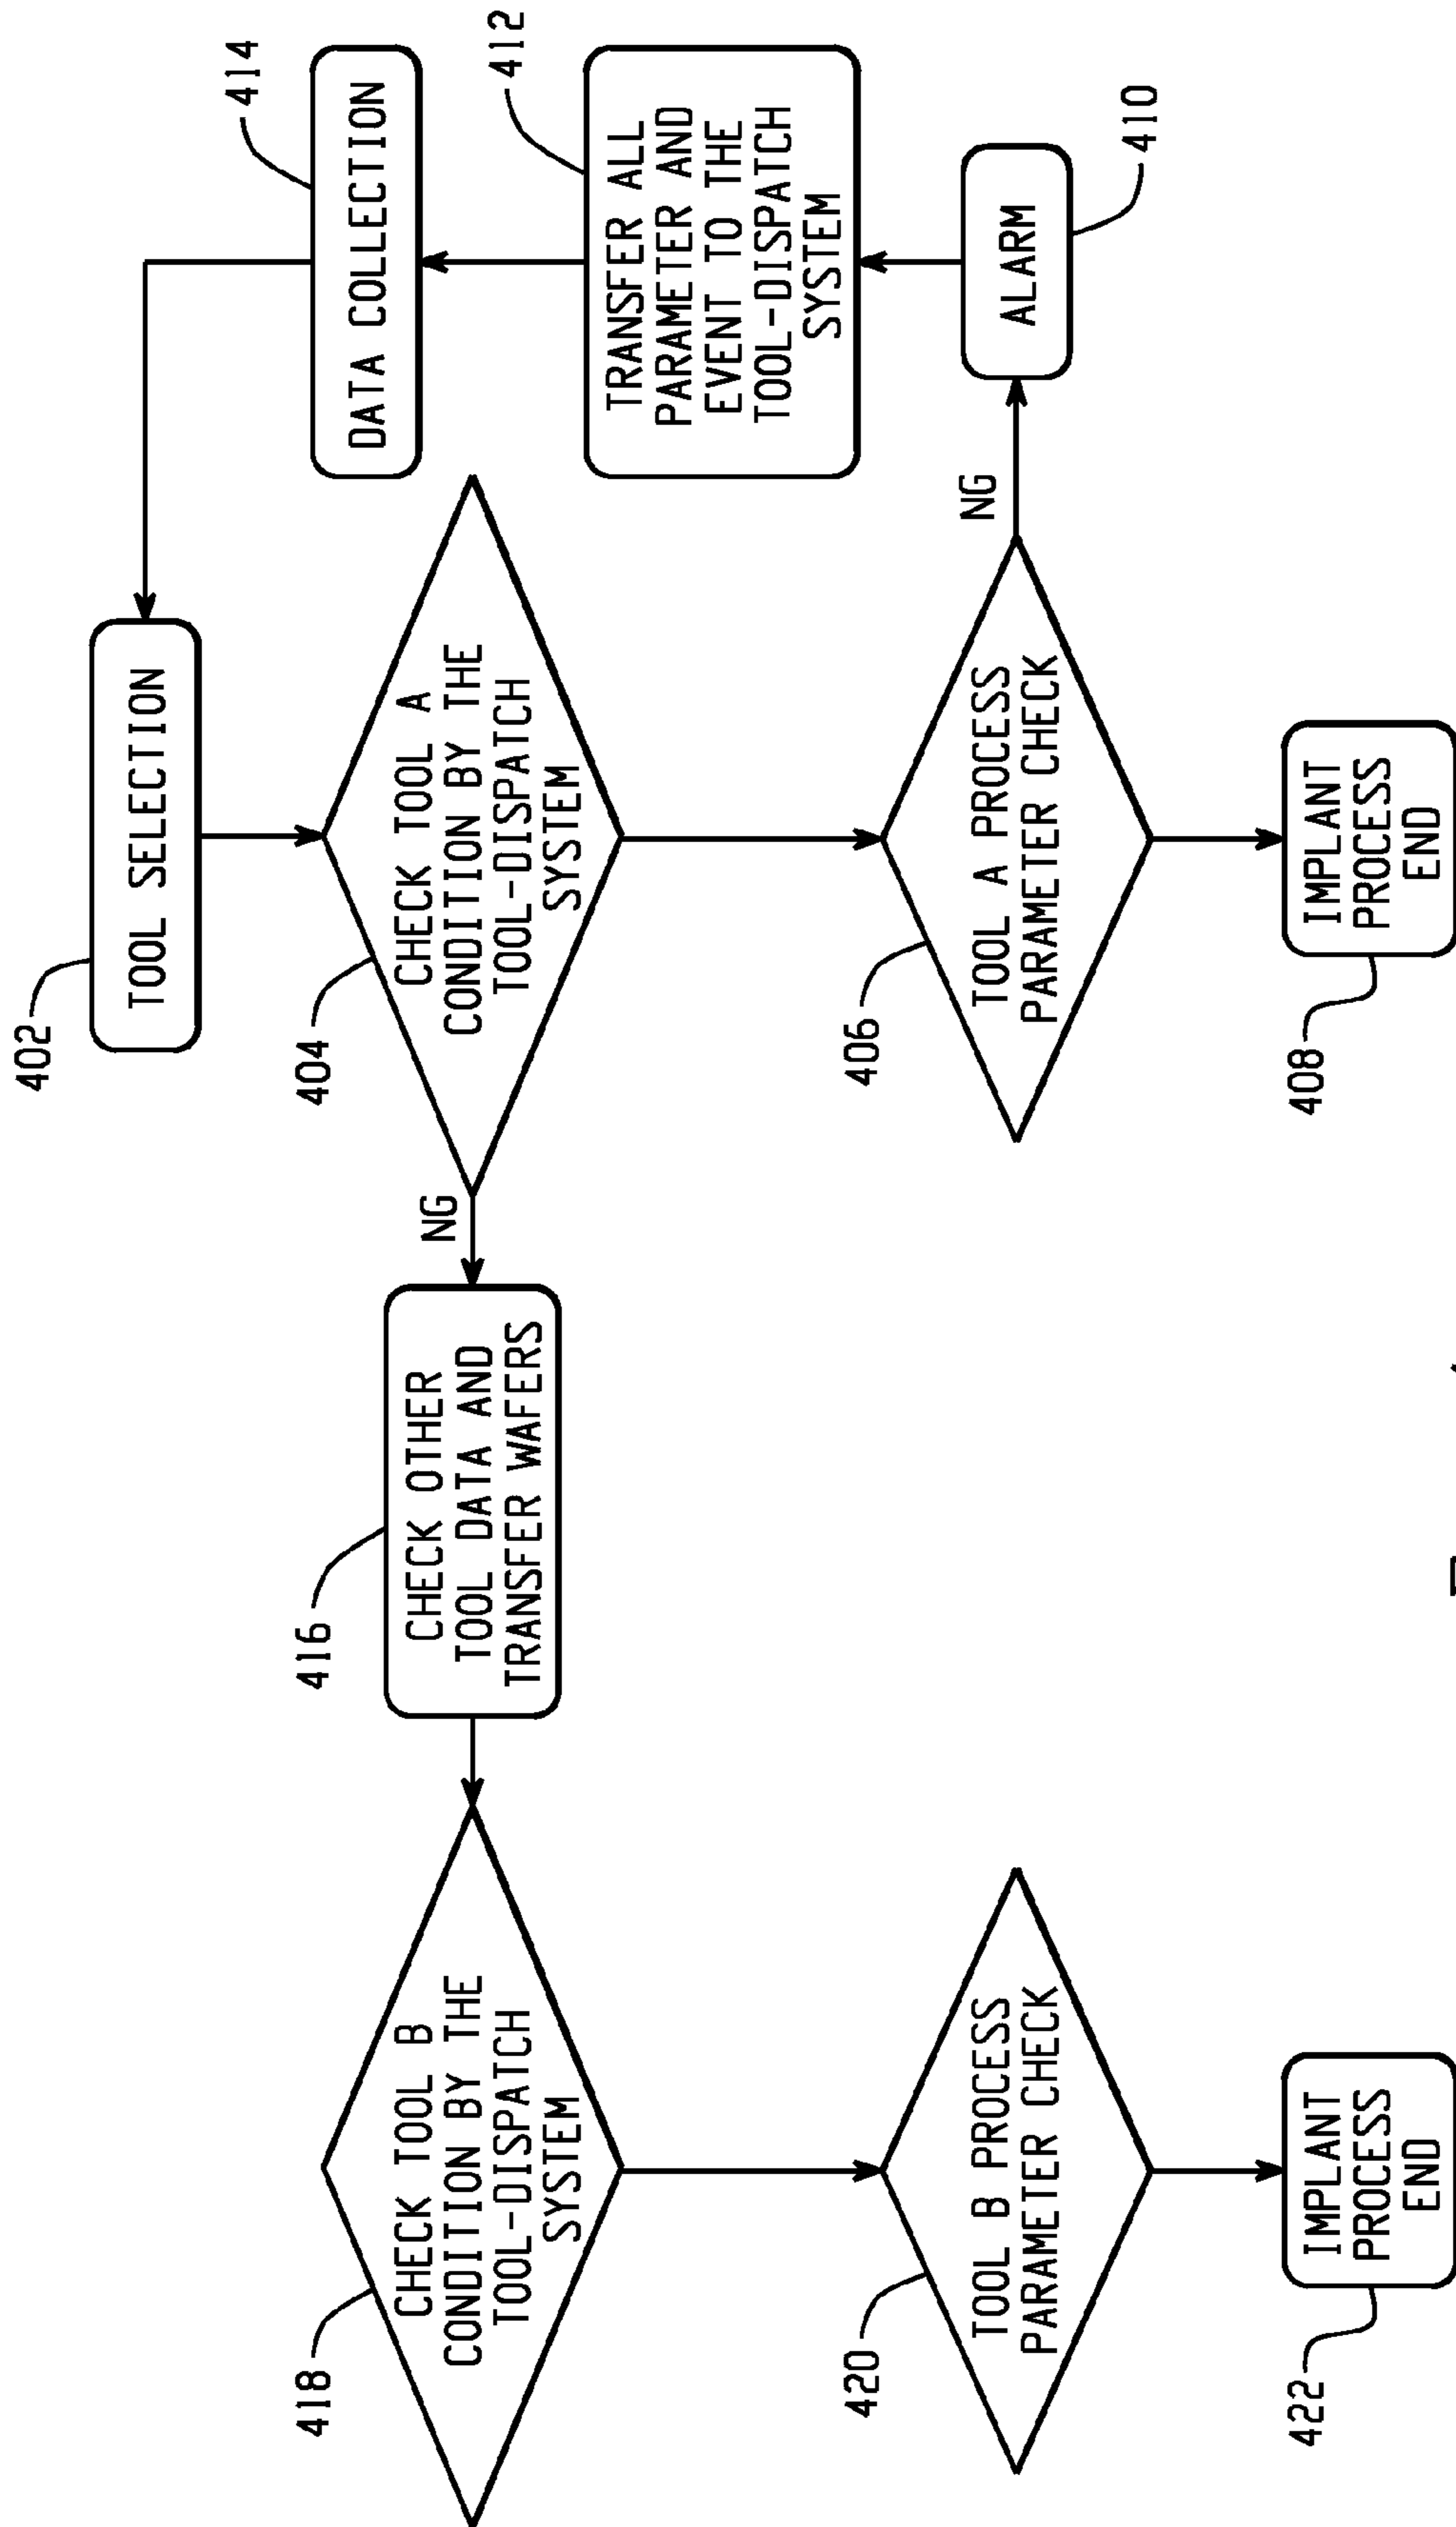 402
TOOL SELECTION
404
CHECK TOOL A
CONDITION BY THE
TOOL-DISPATCH
SYSTEM
NG
406
TOOL A PROCESS
PARAMETER CHECK
NG
408
IMPLANT
PROCESS
END
410
ALARM
412
TRANSFER ALL
PARAMETER AND
EVENT TO THE
TOOL-DISPATCH
SYSTEM
414
DATA COLLECTION
416
CHECK OTHER
TOOL DATA AND
TRANSFER WAFERS
418
CHECK TOOL B
CONDITION BY THE
TOOL-DISPATCH
SYSTEM
420
TOOL B PROCESS
PARAMETER CHECK
422
IMPLANT
PROCESS
END